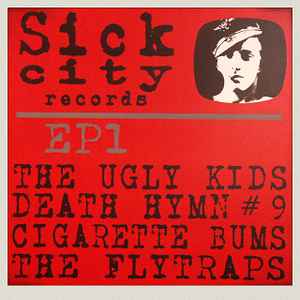 Sick
city
records
EP1
THE UGLY KIDS
DEATH HYMN #9
CIGARETTE BUMS
THE FLYTRAPS